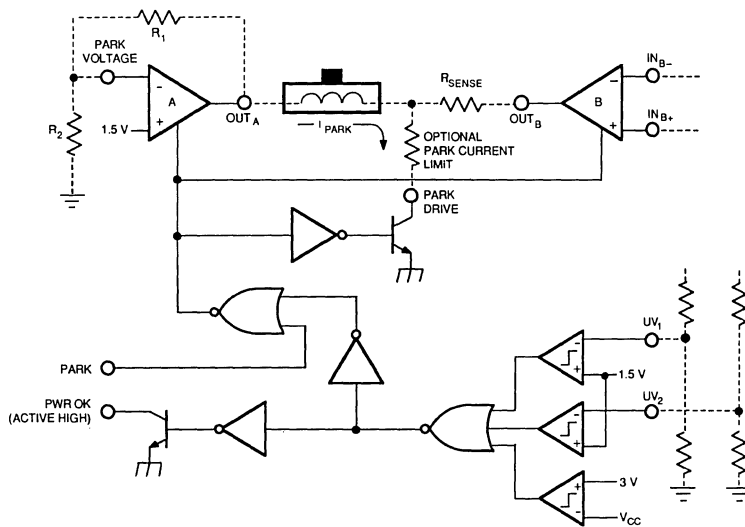 R1
PARK
VOLTAGE
A
-
+
1.5 V
R2
OUTA
I PARK
RSENSE
OPTIONAL
PARK CURRENT
LIMIT
PARK
DRIVE
OUTB
B
-
+
INB–
INB+
PARK
PWR OK
(ACTIVE HIGH)
-
+
UV1
1.5 V
-
+
UV2
+
-
3 V
VCC